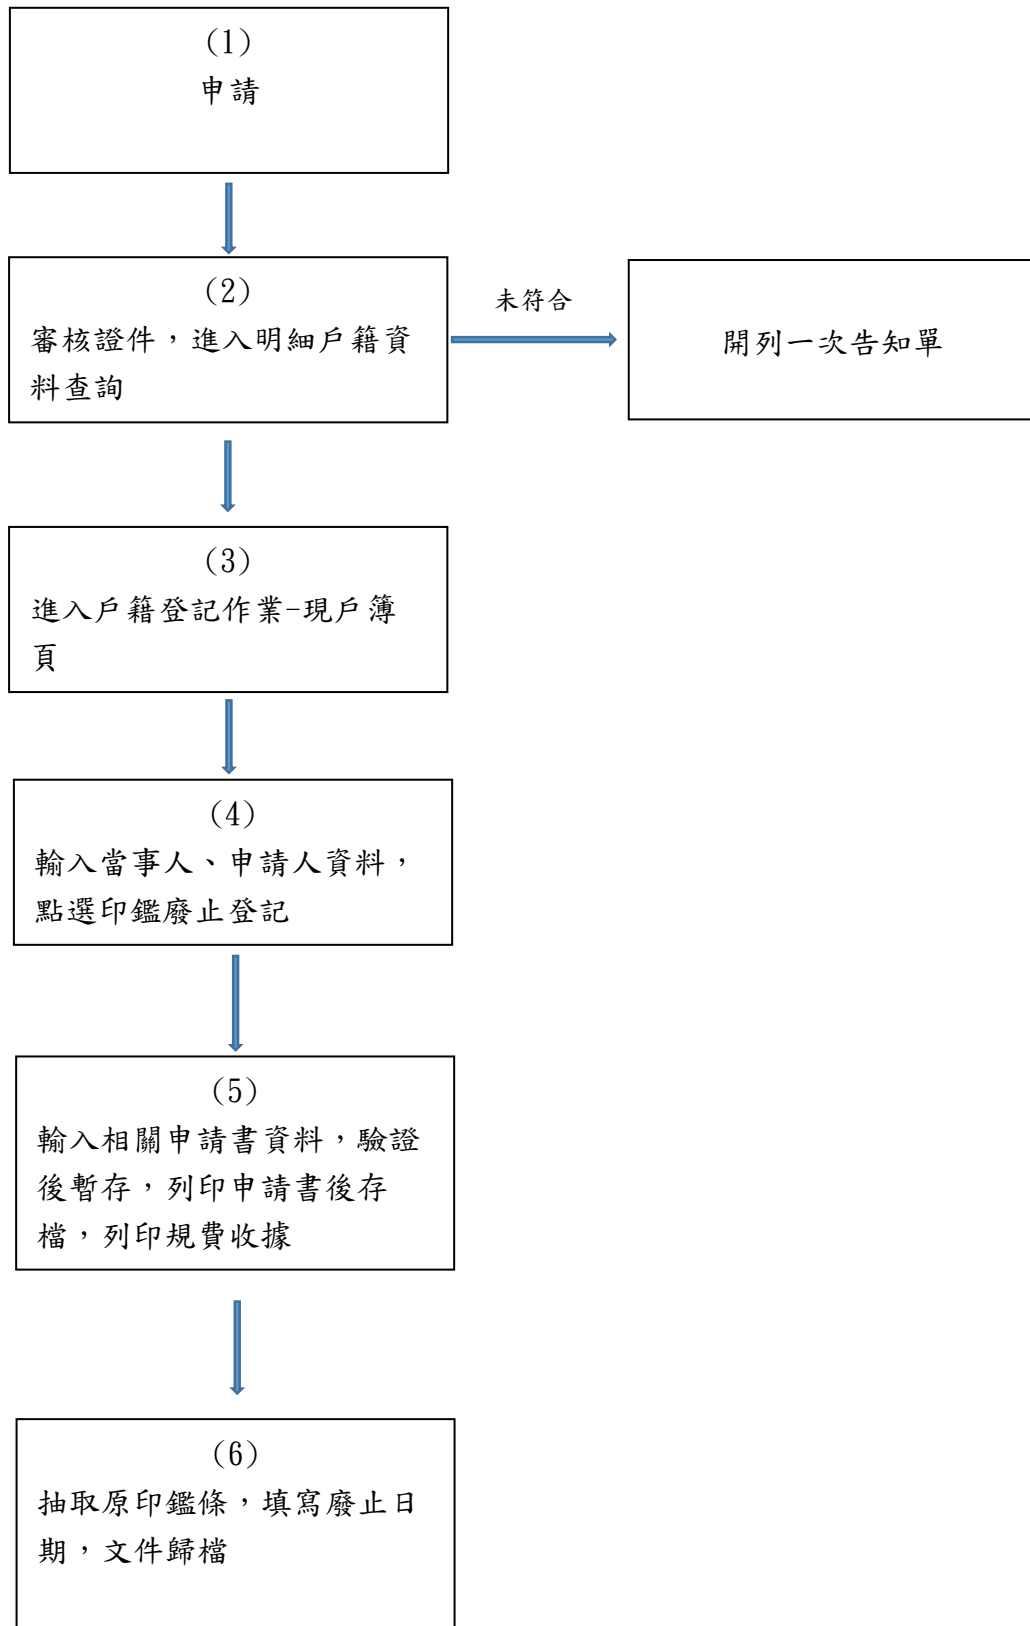 (1)
申請
(2)
審核證件，進入明細戶籍資
料查詢
未符合
開列一次告知單
(3)
進入戶籍登記作業-現戶簿
頁
(4)
輸入當事人、申請人資料，
點選印鑑廢止登記
(5)
輸入相關申請書資料，驗證
後暫存，列印申請書後存
檔，列印規費收據
(6)
抽取原印鑑條，填寫廢止日
期，文件歸檔